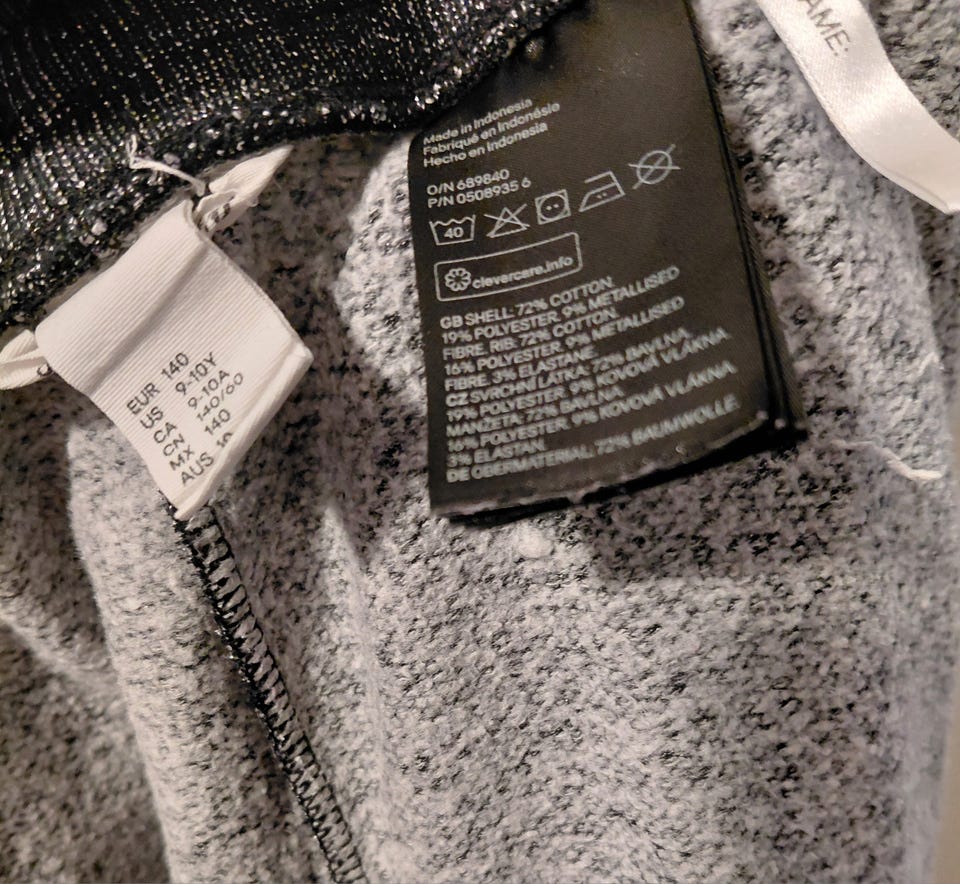 AME:
Made in Indonesia
Fabriqué en Indonésie
Hecho en Indonesia
O/N 689840
P/N 0508935 6
40
clevercare.info
GB SHELL: 72% COTTON.
19% POLYESTER. 9% METALLISED
FIBRE. RIB: 72% COTTON.
16% POLYESTER. 9% METALLISED
FIBRE. 3% ELASTANE.
CZ SVRCHNÍ LÁTKA: 72% BAVLNA.
19% POLYESTER. 9% KOVOVÁ VLÁKNA.
MANŽETA: 72% BAVLNA.
16% POLYESTER. 9% KOVOVÁ VLÁKNA.
3% ELASTAN.
DE OBERMATERIAL: 72% BAUMWOLLE.
EUR 140
US 9-10Y
CA 9-10A
CN 140/60
MX 140
AUS 10